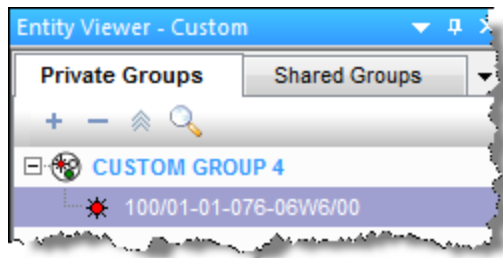 Entity Viewer - Custom
Private Groups
Shared Groups
CUSTOM GROUP 4
100/01-01-076-06W6/00